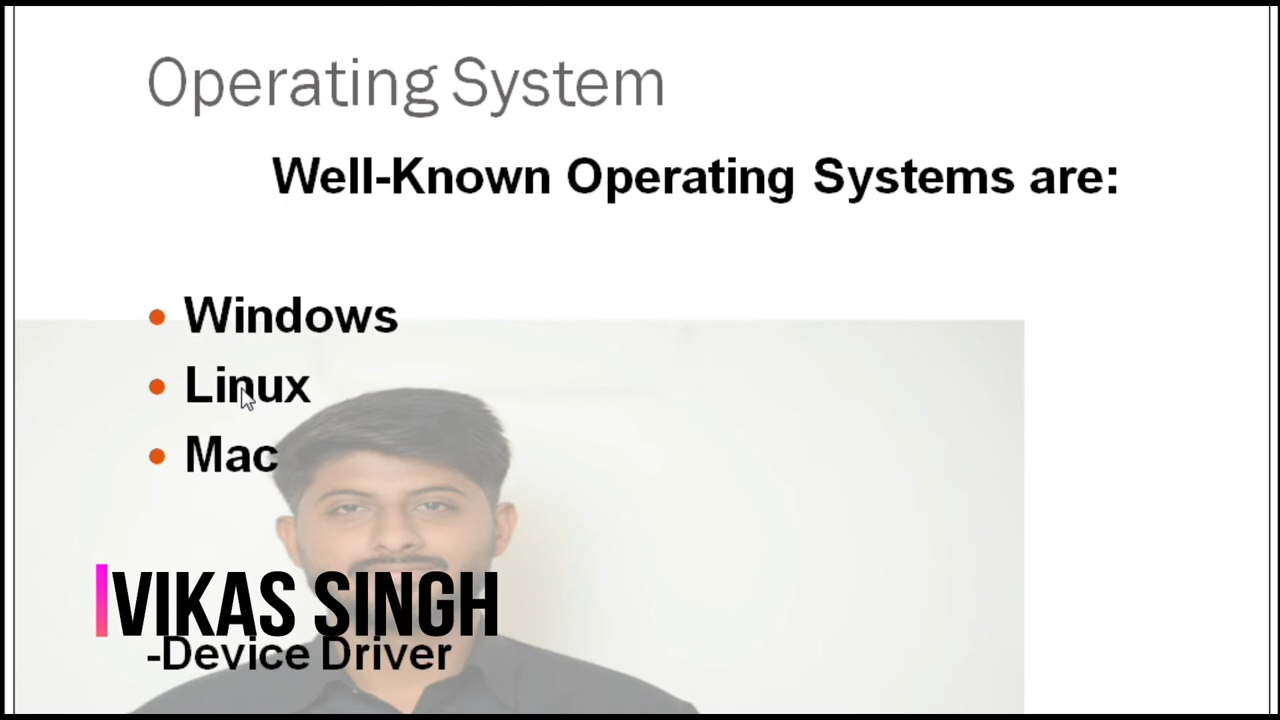 Operating System
Well-Known Operating Systems are:
• Windows
• Linux
• Mac
VIKAS SINGH
-Device Driver